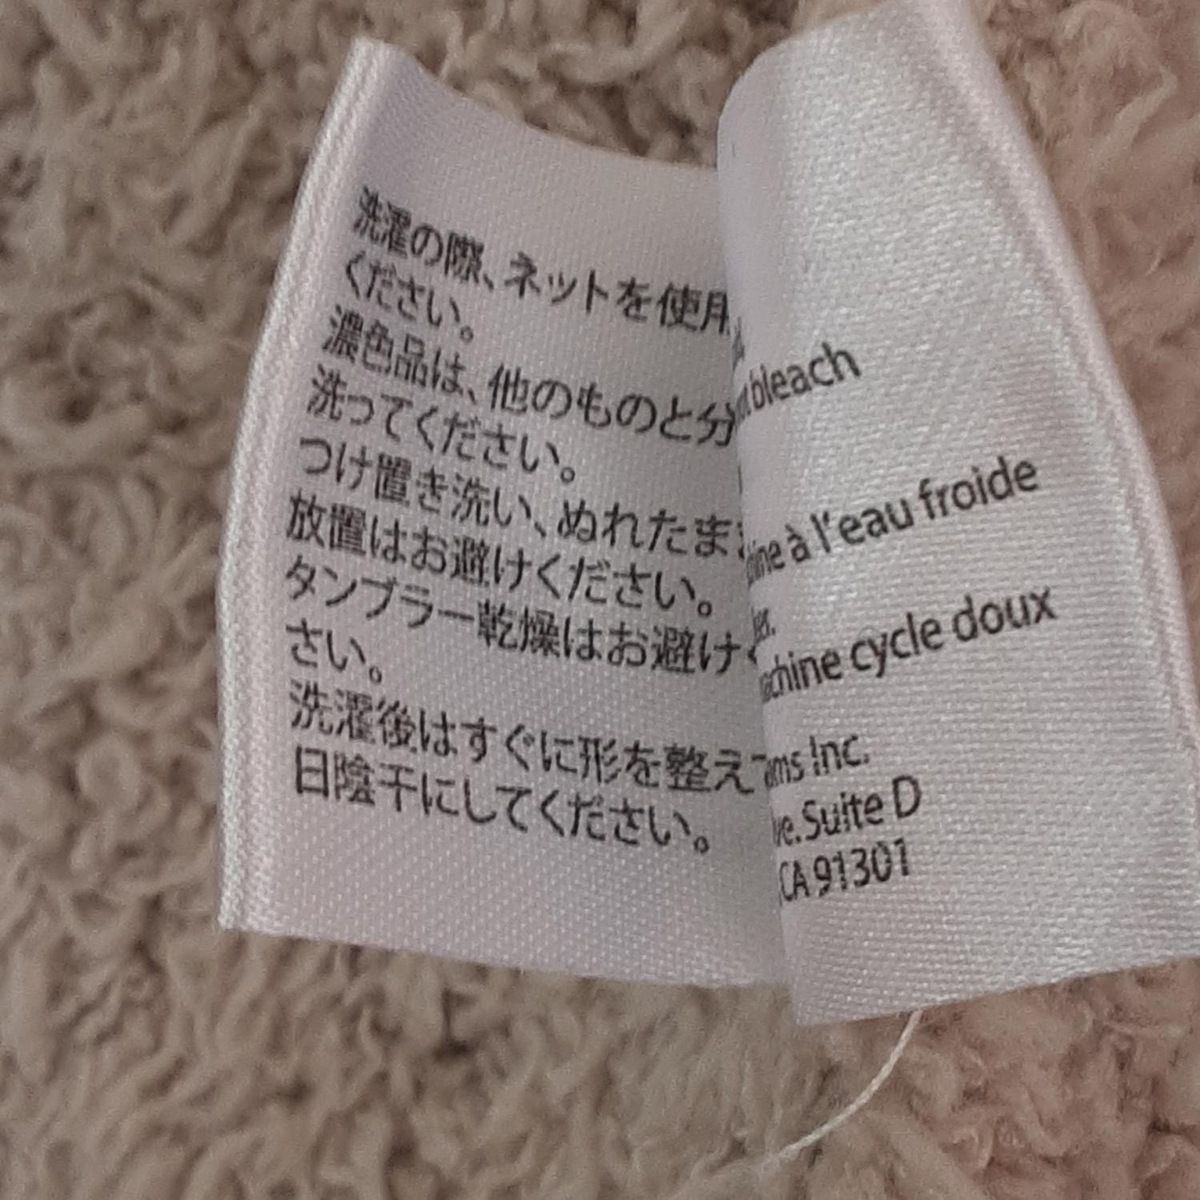 洗濯の際、ネットを使用
ください。
濃色品は、他のものと分
洗ってください。
つけ置き洗い、ぬれたま
放置はお避けください。
タンブラー乾燥はお避けく
さい。
洗濯後はすぐに形を整え
日陰干にしてください。
bleach
à l'eau froide
cycle doux
Inc.
Suite D
CA 91301